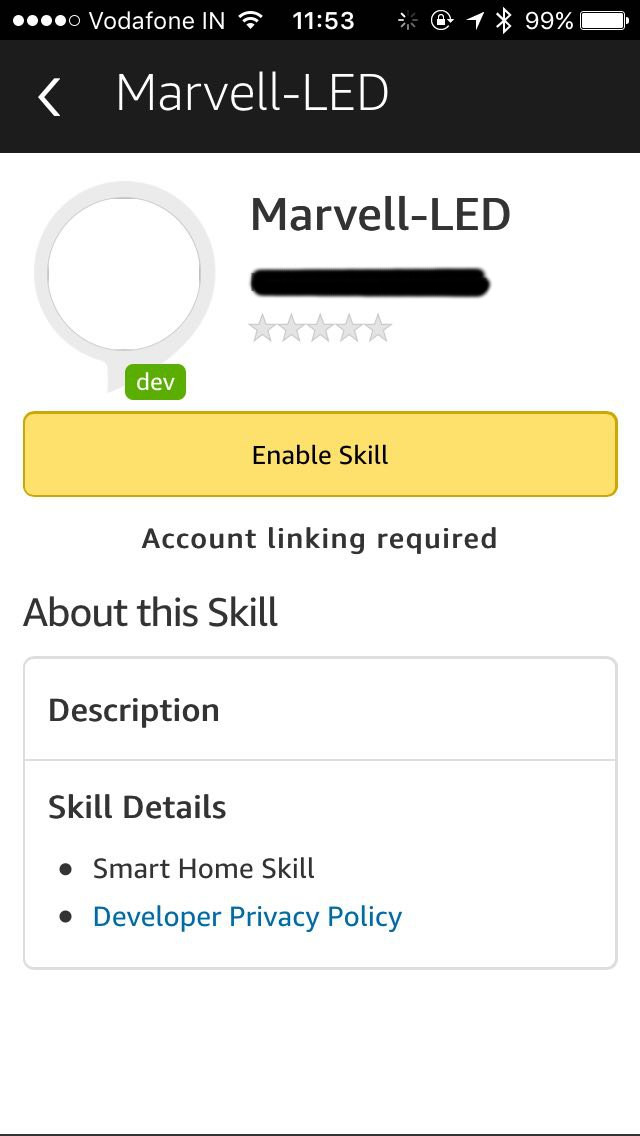 Vodafone IN 11:53 99%
Marvell-LED
Marvell-LED
dev
Enable Skill
Account linking required
About this Skill
Description
Skill Details
Smart Home Skill
Developer Privacy Policy